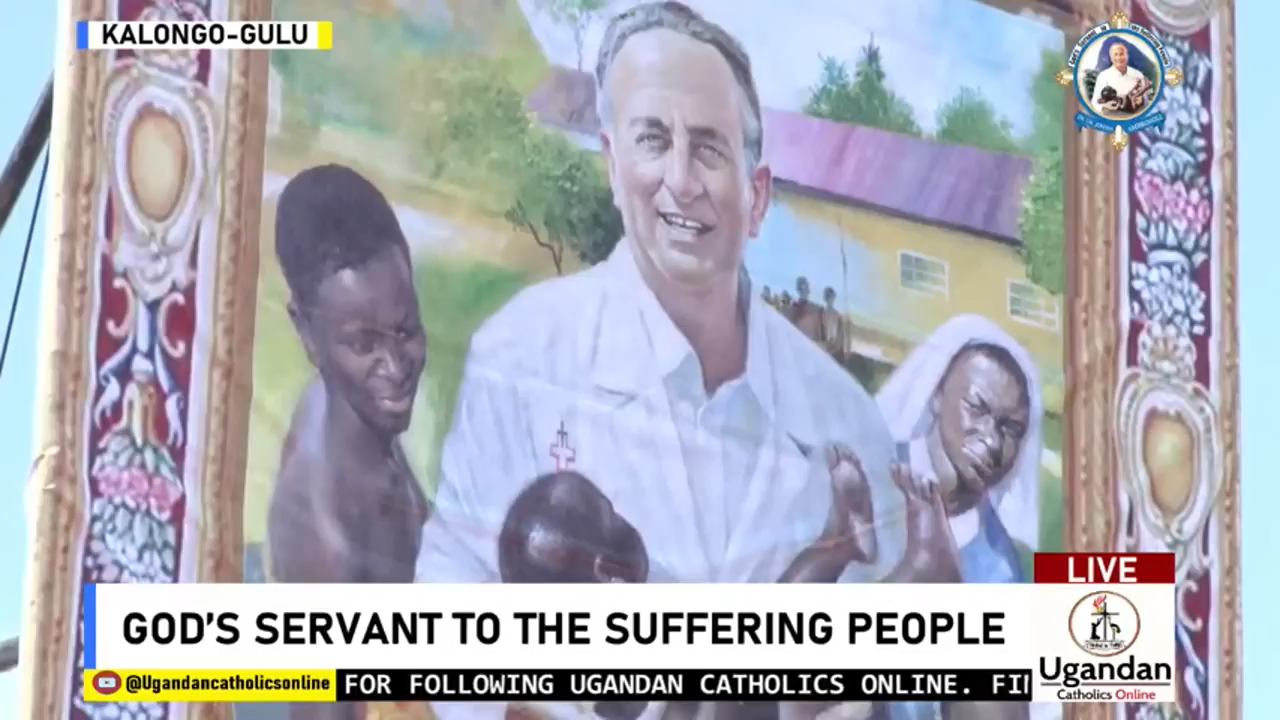 KALONGO-GULU
LIVE
GOD'S SERVANT TO THE SUFFERING PEOPLE
Ugandan
Catholics Online
@Ugandancatholicsonline
FOR FOLLOWING UGANDAN CATHOLICS ONLINE. FI